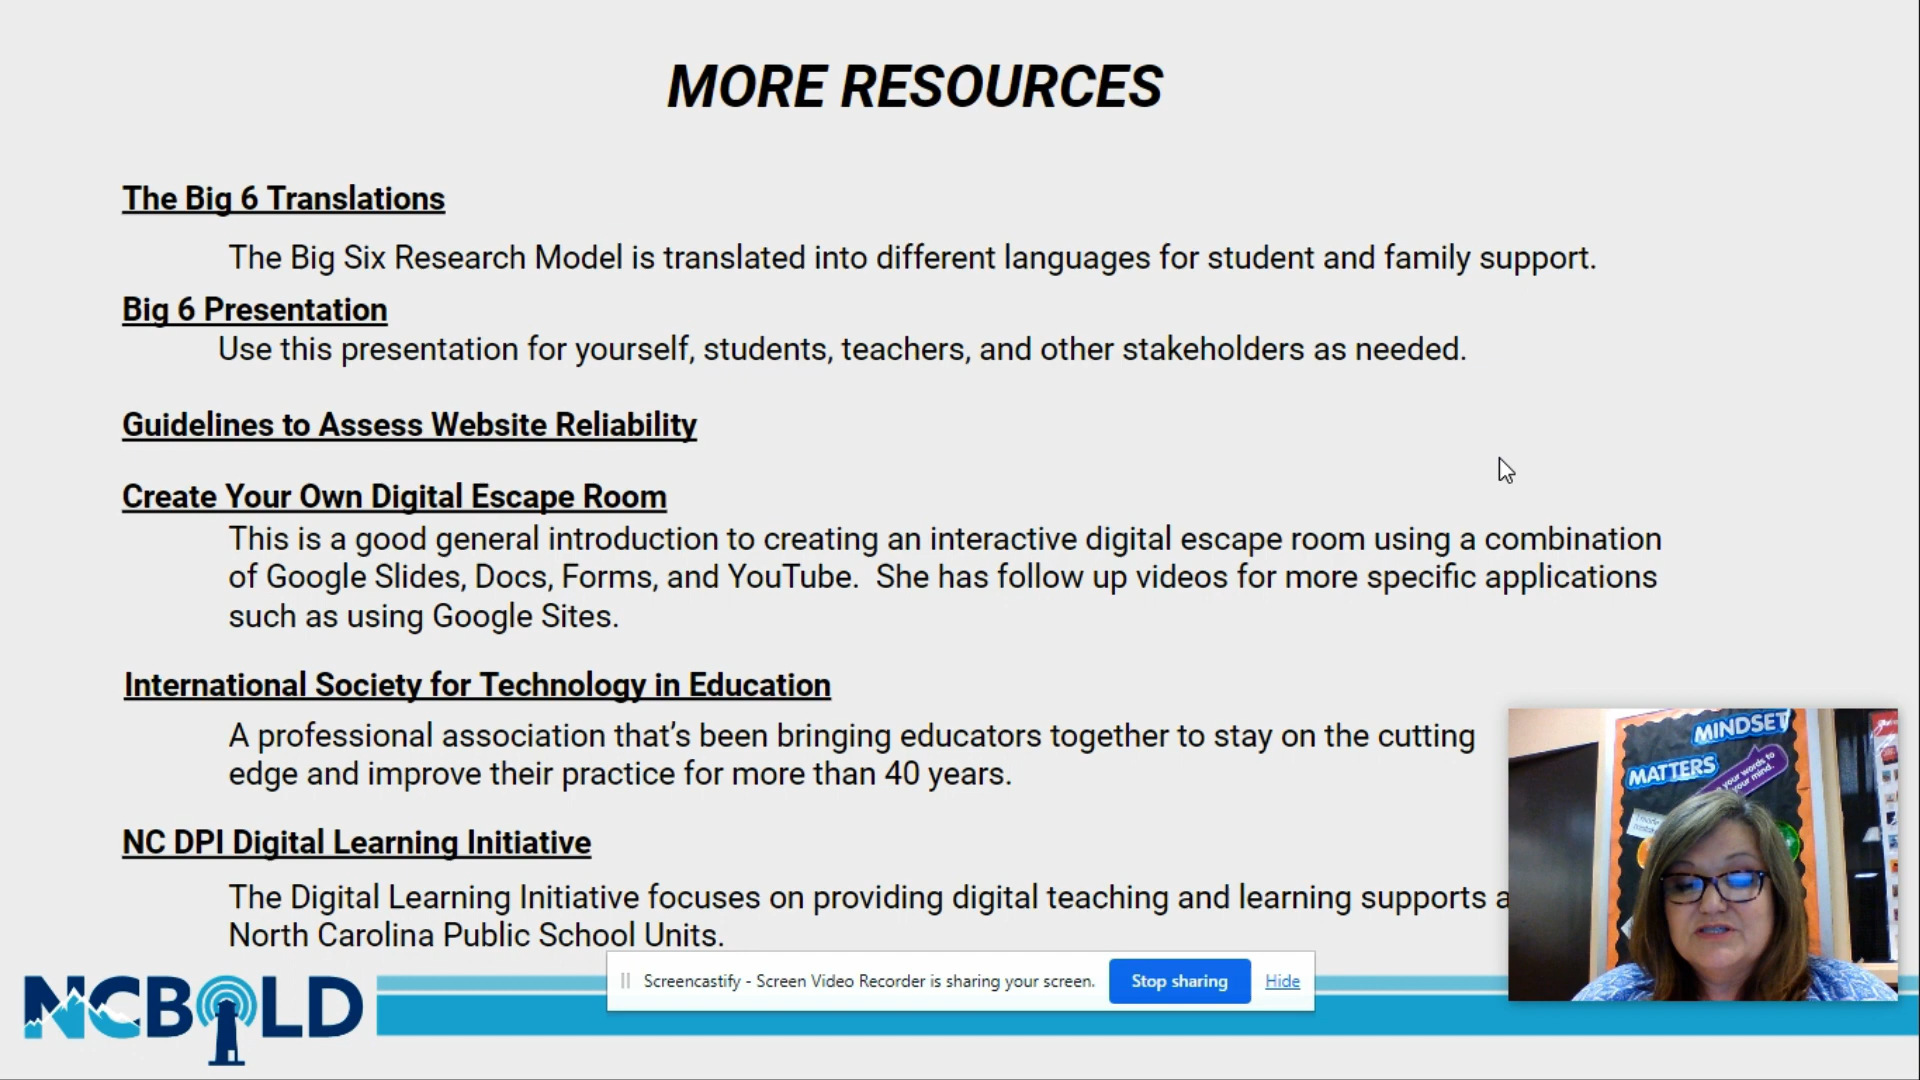 MORE RESOURCES
The Big 6 Translations
The Big Six Research Model is translated into different languages for student and family support.
Big 6 Presentation
Use this presentation for yourself, students, teachers, and other stakeholders as needed.
Guidelines to Assess Website Reliability
Create Your Own Digital Escape Room
This is a good general introduction to creating an interactive digital escape room using a combination
of Google Slides, Docs, Forms, and YouTube.  She has follow up videos for more specific applications
such as using Google Sites.
International Society for Technology in Education
A professional association that’s been bringing educators together to stay on the cutting
edge and improve their practice for more than 40 years.
NC DPI Digital Learning Initiative
The Digital Learning Initiative focuses on providing digital teaching and learning supports
North Carolina Public School Units.
MINDSET
MATTERS
your words to
your mind.
Screencastify - Screen Video Recorder is sharing your screen.
Stop sharing
Hide
NCBOLD